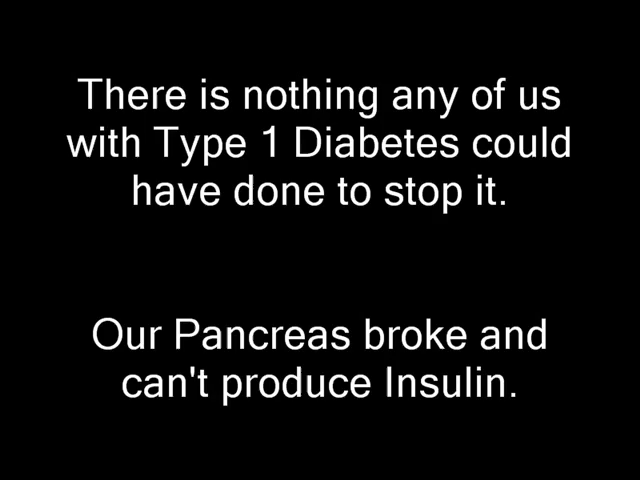 There is nothing any of us
with Type 1 Diabetes could
have done to stop it.
Our Pancreas broke and
can't produce Insulin.